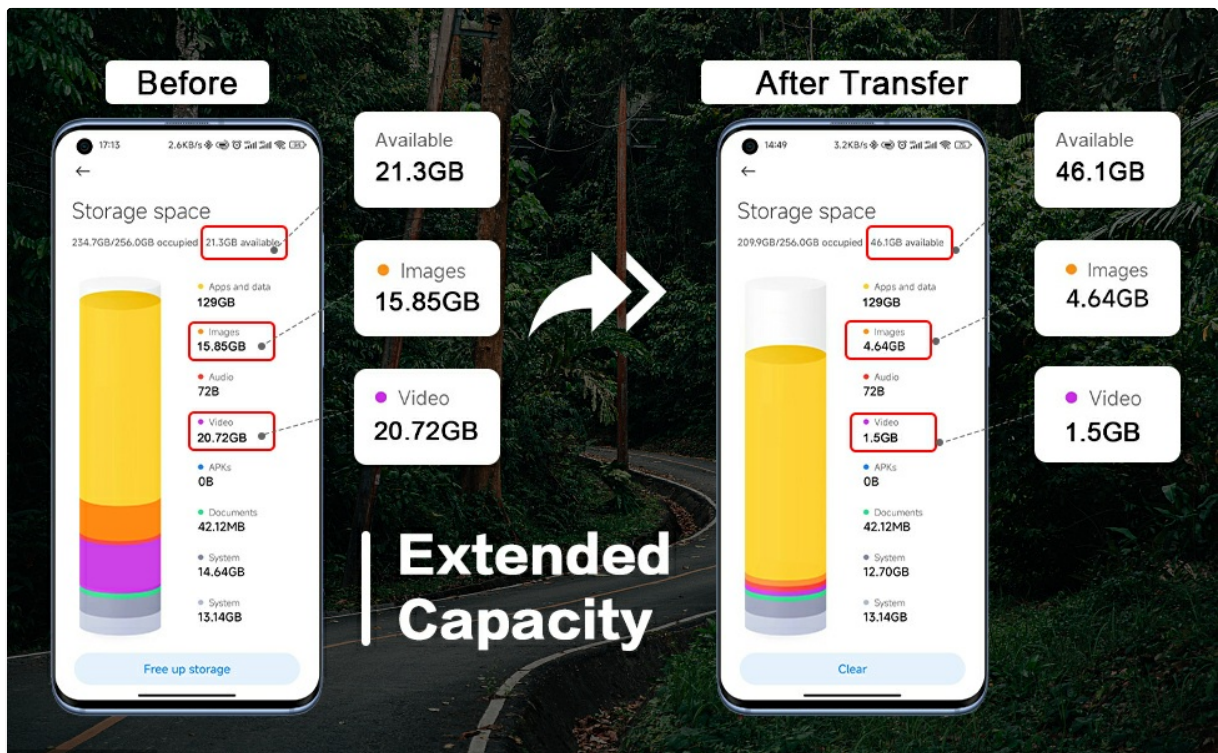 Before
17:13
2.6KB/s
Storage space
234.7GB/256.0GB occupied
21.3GB available
Apps and data
129GB
Images
15.85GB
Audio
72B
Video
20.72GB
APKs
0B
Documents
42.12MB
System
14.64GB
System
13.14GB
Free up storage
Available
21.3GB
Images
15.85GB
Video
20.72GB
Extended
Capacity
After Transfer
14:49
3.2KB/s
Storage space
209.9GB/256.0GB occupied
46.1GB available
Apps and data
129GB
Images
4.64GB
Audio
72B
Video
1.5GB
APKs
0B
Documents
42.12MB
System
12.70GB
System
13.14GB
Clear
Available
46.1GB
Images
4.64GB
Video
1.5GB